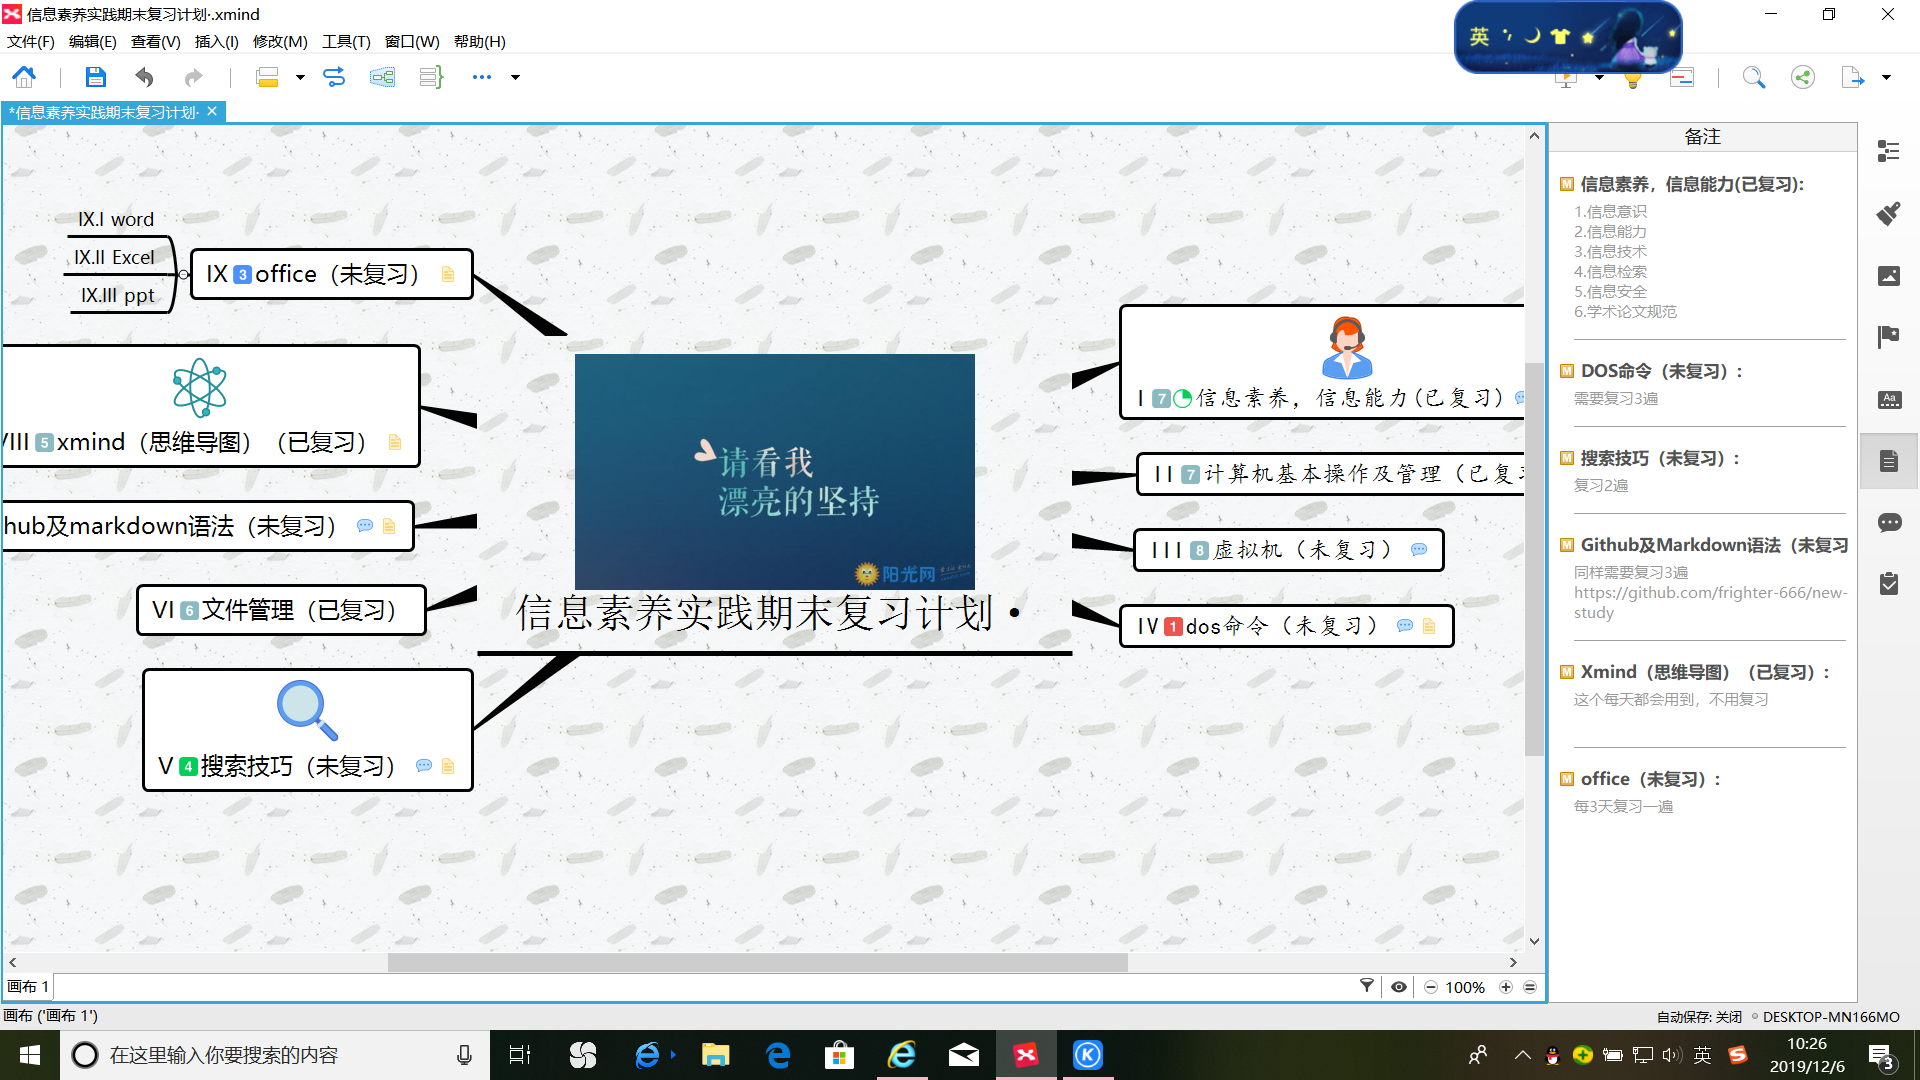 信息素养实践期末复习计划·.xmind
文件(F) 编辑(E) 查看(V) 插入(I) 修改(M) 工具(T) 窗口(W) 帮助(H)
英
*信息素养实践期末复习计划·
IX.I word
IX.II Excel
IX.III ppt
IX 3 office（未复习）
VIII 5 xmind（思维导图）（已复习）
hub及markdown语法（未复习）
VI 6 文件管理（已复习）
V 4 搜索技巧（未复习）
请看我
漂亮的坚持
阳光网
信息素养实践期末复习计划 •
I 7 信息素养，信息能力(已复习)
II 7 计算机基本操作及管理（已复习
III 8 虚拟机（未复习）
IV 1 dos命令（未复习）
备注
信息素养，信息能力(已复习):
1.信息意识
2.信息能力
3.信息技术
4.信息检索
5.信息安全
6.学术论文规范
DOS命令（未复习）:
需要复习3遍
搜索技巧（未复习）:
复习2遍
Github及Markdown语法（未复习
同样需要复习3遍
https://github.com/frighter-666/new-
study
Xmind（思维导图）（已复习）:
这个每天都会用到，不用复习
office（未复习）:
每3天复习一遍
画布 1
100%
画布 ('画布 1')
自动保存: 关闭
DESKTOP-MN166MO
在这里输入你要搜索的内容
英
10:26
2019/12/6
3